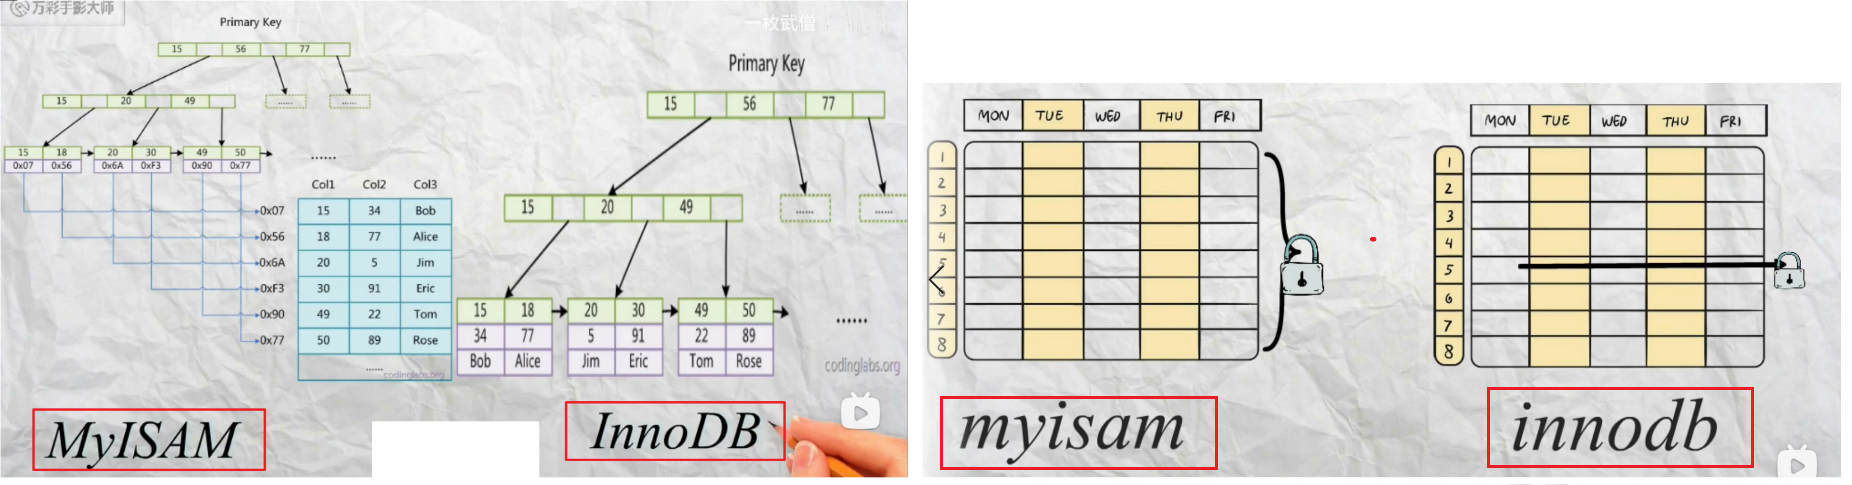 万彩手影大师
一枚武僧
Primary Key
15 56 77
15 20 49
...... ......
15 18 20 30 49 50
0x07 0x56 0x6A 0xF3 0x90 0x77
......
Col1 Col2 Col3
0x07 15 34 Bob
0x56 18 77 Alice
0x6A 20 5 Jim
0xF3 30 91 Eric
0x90 49 22 Tom
0x77 50 89 Rose
......
codinglabs.org
MyISAM
Primary Key
15 56 77
15 20 49
...... ......
15 18 20 30 49 50
34 77 5 91 22 89
Bob Alice Jim Eric Tom Rose
......
codinglabs.org
InnoDB
MON TUE WED THU FRI
1
2
3
4
5
6
7
8
myisam
MON TUE WED THU FRI
1
2
3
4
5
6
7
8
innodb